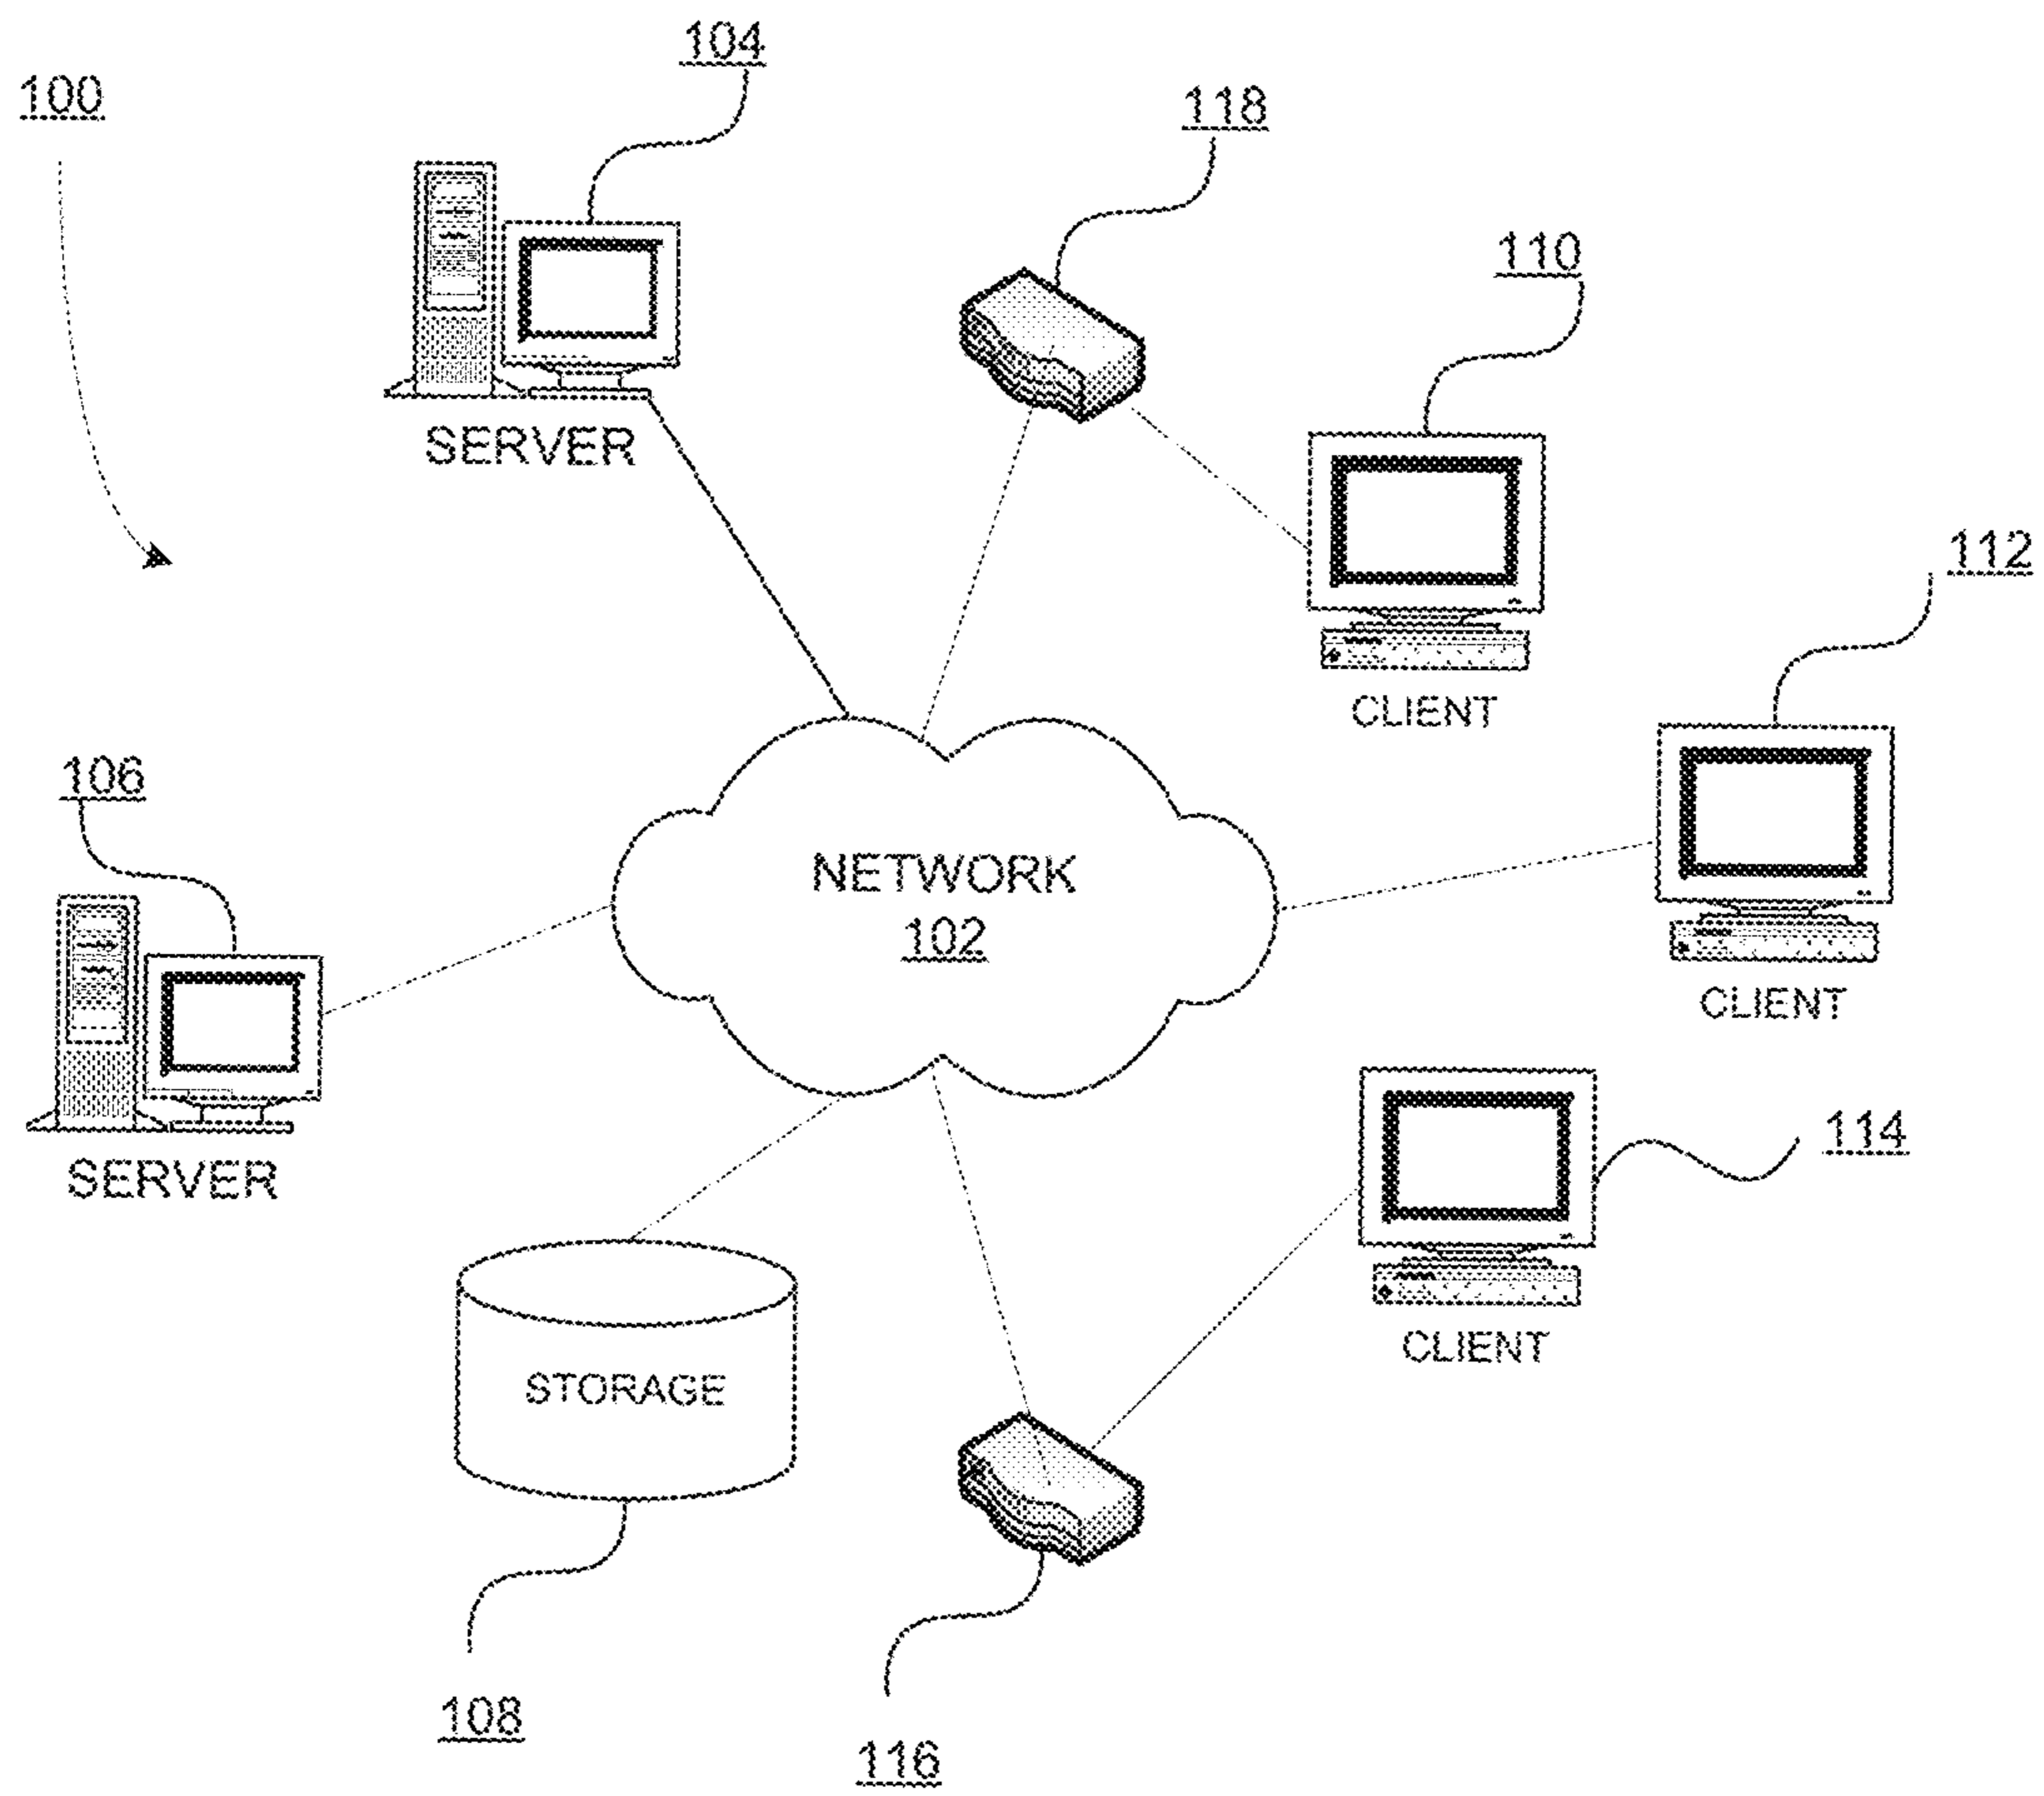 104
100
118
110
SERVER
112
CLIENT
106
NETWORK
102
CLIENT
114
SERVER
CLIENT
STORAGE
108
116